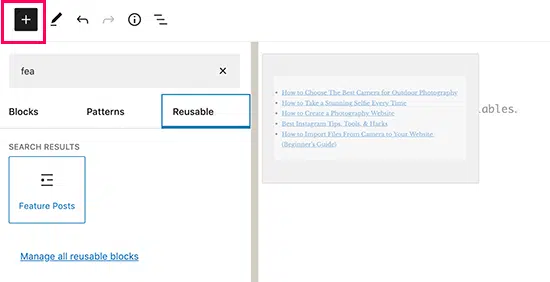 fea
Blocks Patterns Reusable
SEARCH RESULTS
Feature Posts
Manage all reusable blocks
How to Choose The Best Camera for Outdoor Photography
How to Take a Stunning Selfie Every Time
How to Create a Photography Website
Best Instagram Tips, Tools, & Hacks
How to Import Files From Camera to Your Website
(Beginner's Guide)
ables.